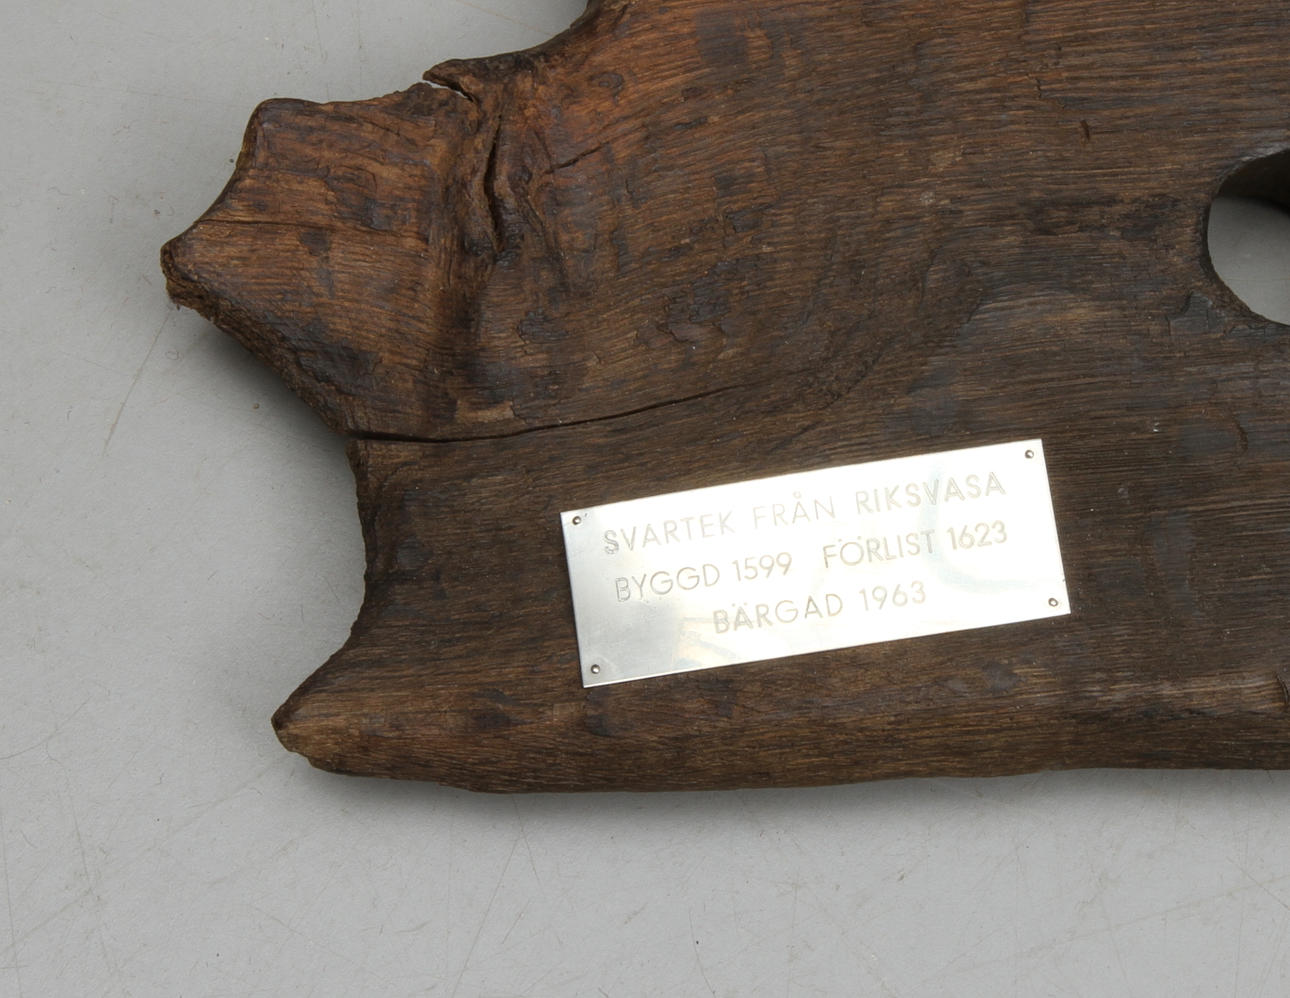 SVARTEK FRÅN RIKSVASA
BYGGD 1599 FÖRLIST 1623
BÄRGAD 1963